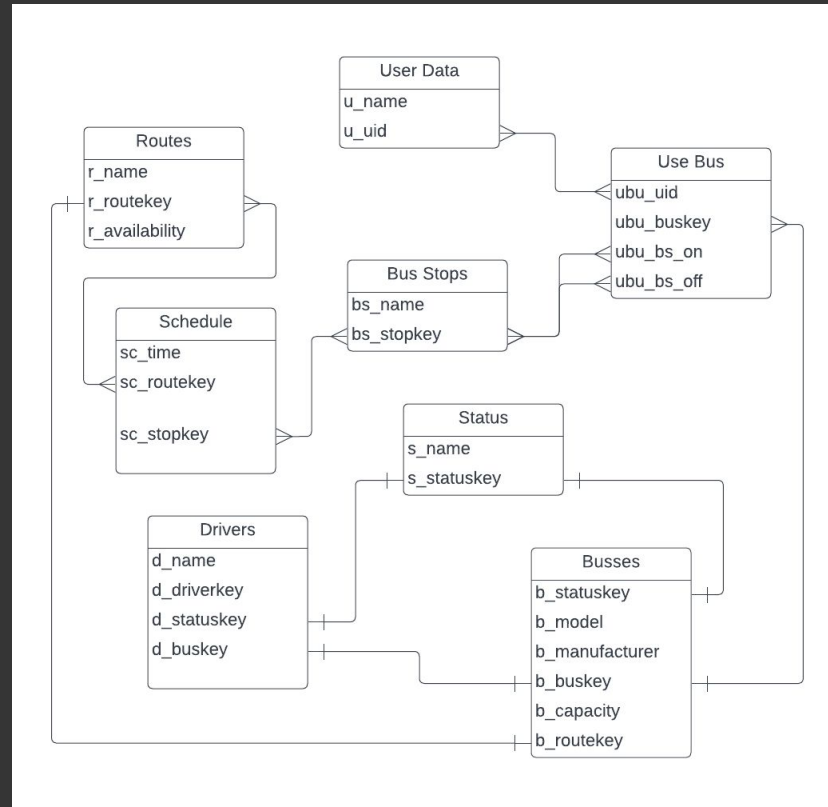 User Data
u_name
u_uid
Routes
r_name
r_routekey
r_availability
Use Bus
ubu_uid
ubu_buskey
ubu_bs_on
ubu_bs_off
Bus Stops
bs_name
bs_stopkey
Schedule
sc_time
sc_routekey
sc_stopkey
Status
s_name
s_statuskey
Drivers
d_name
d_driverkey
d_statuskey
d_buskey
Busses
b_statuskey
b_model
b_manufacturer
b_buskey
b_capacity
b_routekey